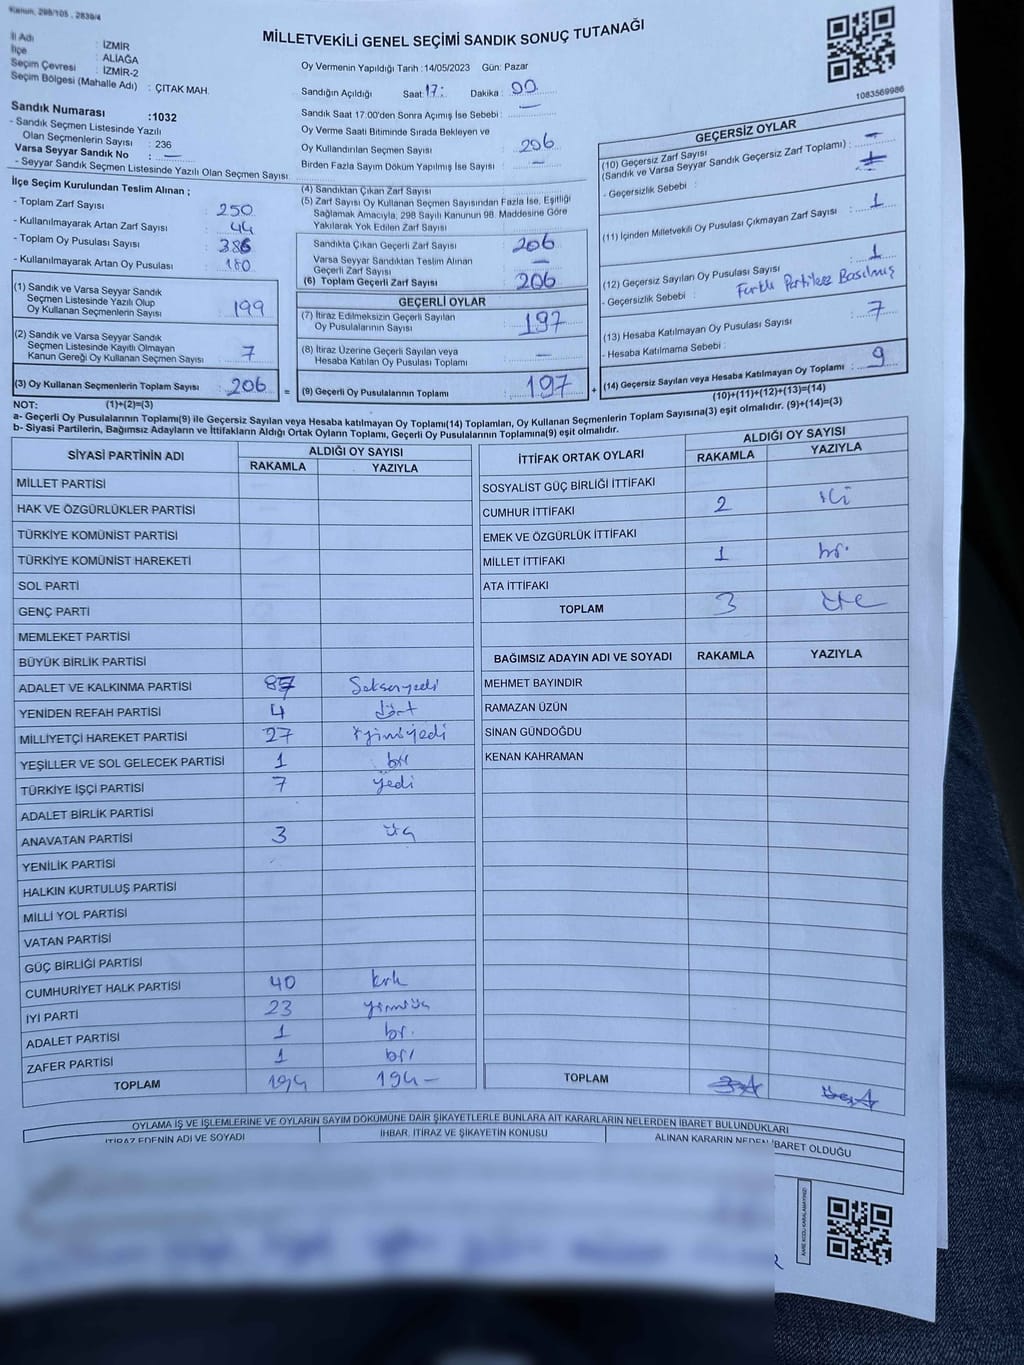 Kanun, 298/105 , 2839/4
MİLLETVEKİLİ GENEL SEÇİMİ SANDIK SONUÇ TUTANAĞI
İl Adı : İZMİR
İlçe : ALİAĞA
Seçim Çevresi : İZMİR-2
Seçim Bölgesi (Mahalle Adı) : ÇITAK MAH.
Sandık Numarası :1032
- Sandık Seçmen Listesinde Yazılı
Olan Seçmenlerin Sayısı : 236
Varsa Seyyar Sandık No : —
- Seyyar Sandık Seçmen Listesinde Yazılı Olan Seçmen Sayısı
Oy Vermenin Yapıldığı Tarih :14/05/2023 Gün: Pazar
Sandığın Açıldığı Saat :17: Dakika : 00
Sandık Saat 17.00'den Sonra Açımış İse Sebebi : —
Oy Verme Saati Bitiminde Sırada Bekleyen ve
Oy Kullandırılan Seçmen Sayısı : 206
Birden Fazla Sayım Döküm Yapılmış İse Sayısı : —
1083569986
İlçe Seçim Kurulundan Teslim Alınan ;
- Toplam Zarf Sayısı : 250
- Kullanılmayarak Artan Zarf Sayısı : 44
- Toplam Oy Pusulası Sayısı : 386
- Kullanılmayarak Artan Oy Pusulası : 180
(1) Sandık ve Varsa Seyyar Sandık
Seçmen Listesinde Yazılı Olup
Oy Kullanan Seçmenlerin Sayısı : 199
(2) Sandık ve Varsa Seyyar Sandık
Seçmen Listesinde Kayıtlı Olmayan
Kanun Gereği Oy Kullanan Seçmen Sayısı : 7
(3) Oy Kullanan Seçmenlerin Toplam Sayısı : 206 =
(4) Sandıktan Çıkan Zarf Sayısı
(5) Zarf Sayısı Oy Kullanan Seçmen Sayısından Fazla İse, Eşitliği
Sağlamak Amacıyla, 298 Sayılı Kanunun 98. Maddesine Göre
Yakılarak Yok Edilen Zarf Sayısı
Sandıkta Çıkan Geçerli Zarf Sayısı : 206
Varsa Seyyar Sandıktan Teslim Alınan
Geçerli Zarf Sayısı : —
(6) Toplam Geçerli Zarf Sayısı : 206
GEÇERLİ OYLAR
(7) İtiraz Edilmeksizin Geçerli Sayılan
Oy Pusulalarının Sayısı : 197
(8) İtiraz Üzerine Geçerli Sayılan veya
Hesaba Katılan Oy Pusulası Toplamı : —
(9) Geçerli Oy Pusulalarının Toplamı : 197 +
GEÇERSİZ OYLAR
(10) Geçersiz Zarf Sayısı
(Sandık ve Varsa Seyyar Sandık Geçersiz Zarf Toplamı) : —
- Geçersizlik Sebebi :
(11) İçinden Milletvekili Oy Pusulası Çıkmayan Zarf Sayısı : 1
(12) Geçersiz Sayılan Oy Pusulası Sayısı : 1
- Geçersizlik Sebebi : Farklı Partilere Basılmış
(13) Hesaba Katılmayan Oy Pusulası Sayısı : 7
- Hesaba Katılmama Sebebi :
(14) Geçersiz Sayılan veya Hesaba Katılmayan Oy Toplamı : 9
(10)+(11)+(12)+(13)=(14)
NOT: (1)+(2)=(3)
a- Geçerli Oy Pusulalarının Toplamı(9) ile Geçersiz Sayılan veya Hesaba katılmayan Oy Toplamı(14) Toplamları, Oy Kullanan Seçmenlerin Toplam Sayısına(3) eşit olmalıdır. (9)+(14)=(3)
b- Siyasi Partilerin, Bağımsız Adayların ve İttifakların Aldığı Ortak Oyların Toplamı, Geçerli Oy Pusulalarının Toplamına(9) eşit olmalıdır.
SİYASİ PARTİNİN ADI ALDIĞI OY SAYISI
RAKAMLA YAZIYLA
MİLLET PARTİSİ
HAK VE ÖZGÜRLÜKLER PARTİSİ
TÜRKİYE KOMÜNİST PARTİSİ
TÜRKİYE KOMÜNİST HAREKETİ
SOL PARTİ
GENÇ PARTİ
MEMLEKET PARTİSİ
BÜYÜK BİRLİK PARTİSİ
ADALET VE KALKINMA PARTİSİ 87 Seksenyedi
YENİDEN REFAH PARTİSİ 4 dört
MİLLİYETÇİ HAREKET PARTİSİ 27 yirmiyedi
YEŞİLLER VE SOL GELECEK PARTİSİ 1 bir
TÜRKİYE İŞÇİ PARTİSİ 7 yedi
ADALET BİRLİK PARTİSİ
ANAVATAN PARTİSİ 3 üç
YENİLİK PARTİSİ
HALKIN KURTULUŞ PARTİSİ
MİLLİ YOL PARTİSİ
VATAN PARTİSİ
GÜÇ BİRLİĞİ PARTİSİ
CUMHURİYET HALK PARTİSİ 40 kırk
İYİ PARTİ 23 yirmiüç
ADALET PARTİSİ 1 bir
ZAFER PARTİSİ 1 bir
TOPLAM 194 194 —
İTTİFAK ORTAK OYLARI ALDIĞI OY SAYISI
RAKAMLA YAZIYLA
SOSYALİST GÜÇ BİRLİĞİ İTTİFAKI
CUMHUR İTTİFAKI 2 iki
EMEK VE ÖZGÜRLÜK İTTİFAKI
MİLLET İTTİFAKI 1 bir
ATA İTTİFAKI
TOPLAM 3 üç
BAĞIMSIZ ADAYIN ADI VE SOYADI RAKAMLA YAZIYLA
MEHMET BAYINDIR
RAMAZAN ÜZÜN
SİNAN GÜNDOĞDU
KENAN KAHRAMAN
TOPLAM
OYLAMA İŞ VE İŞLEMLERİNE VE OYLARIN SAYIM DÖKÜMÜNE DAİR ŞİKAYETLERLE BUNLARA AİT KARARLARIN NELERDEN İBARET BULUNDUKLARI
İTİRAZ EDENİN ADI VE SOYADI İHBAR, İTİRAZ VE ŞİKAYETİN KONUSU ALINAN KARARIN NEDEN İBARET OLDUĞU